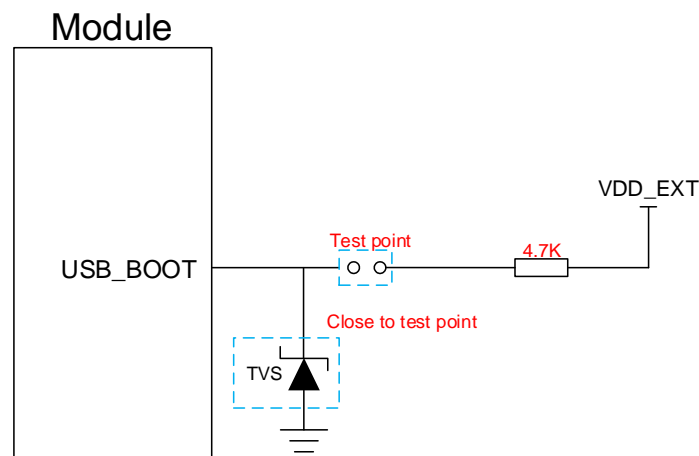 Module
VDD_EXT
Test point
4.7K
USB_BOOT
Close to test point
TVS